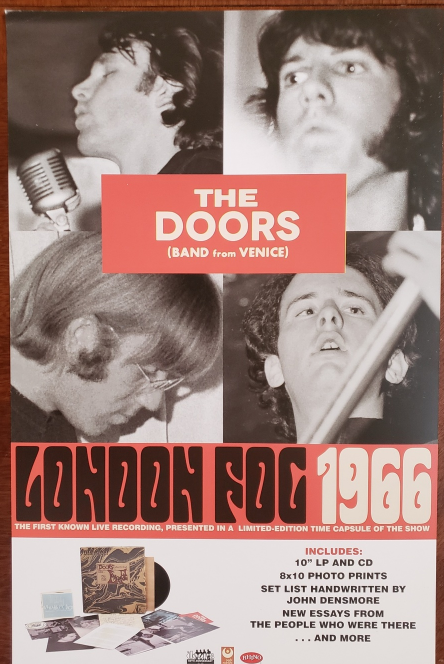 THE
DOORS
(BAND from VENICE)
LONDON FOG 1966
THE FIRST KNOWN LIVE RECORDING, PRESENTED IN A LIMITED-EDITION TIME CAPSULE OF THE SHOW
INCLUDES:
10" LP AND CD
8x10 PHOTO PRINTS
SET LIST HANDWRITTEN BY
JOHN DENSMORE
NEW ESSAYS FROM
THE PEOPLE WHO WERE THERE
. . . AND MORE
DOORS
RHINO